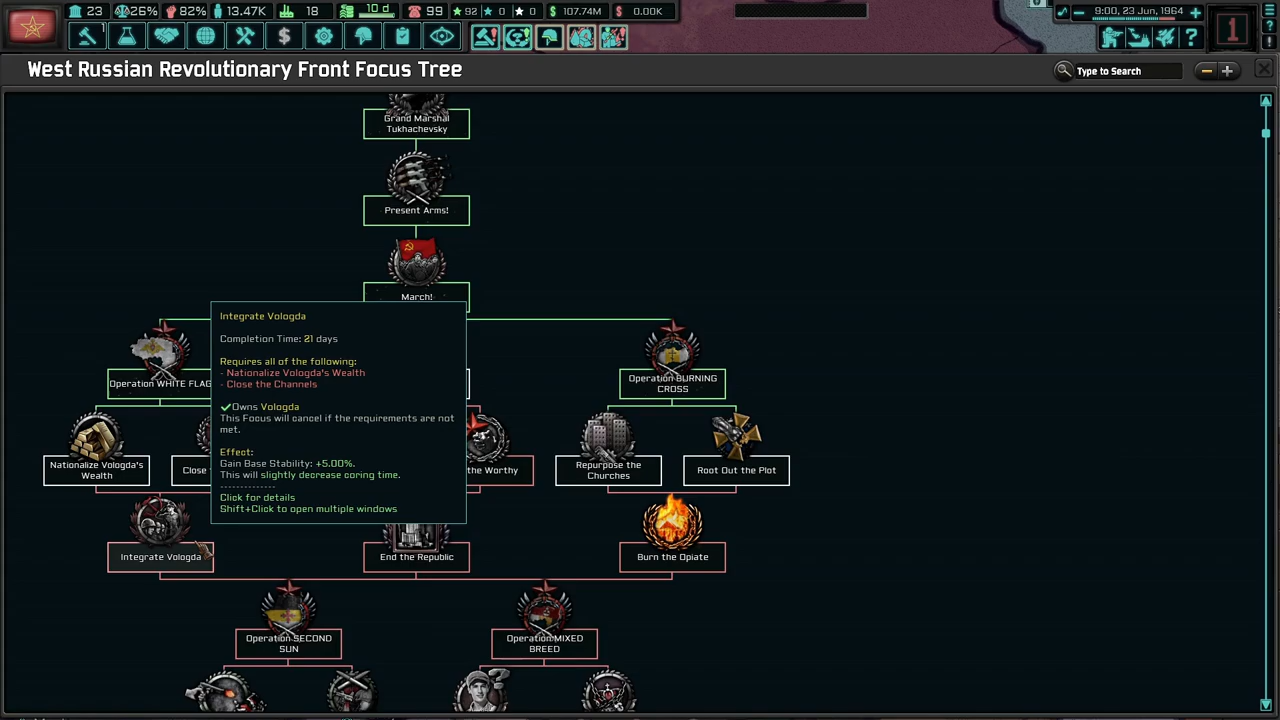 23 26% 82% 13.47K 18 10 d 99 92 0 0 $ 107.74M $ 0.00K 9:00, 23 Jun, 1964
1
West Russian Revolutionary Front Focus Tree
Type to Search
Grand Marshal
Tukhachevsky
Present Arms!
March!
Integrate Vologda
Completion Time: 21 days
Requires all of the following:
- Nationalize Vologda's Wealth
- Close the Channels
Owns Vologda
This Focus will cancel if the requirements are not
met.
Effect:
Gain Base Stability: +5.00%.
This will slightly decrease coring time.
--------------
Click for details
Shift+Click to open multiple windows
Operation WHITE FLAG
Operation BURNING
CROSS
Nationalize Vologda's
Wealth
Close
the Worthy
Repurpose the
Churches
Root Out the Plot
Integrate Vologda
End the Republic
Burn the Opiate
Operation SECOND
SUN
Operation MIXED
BREED